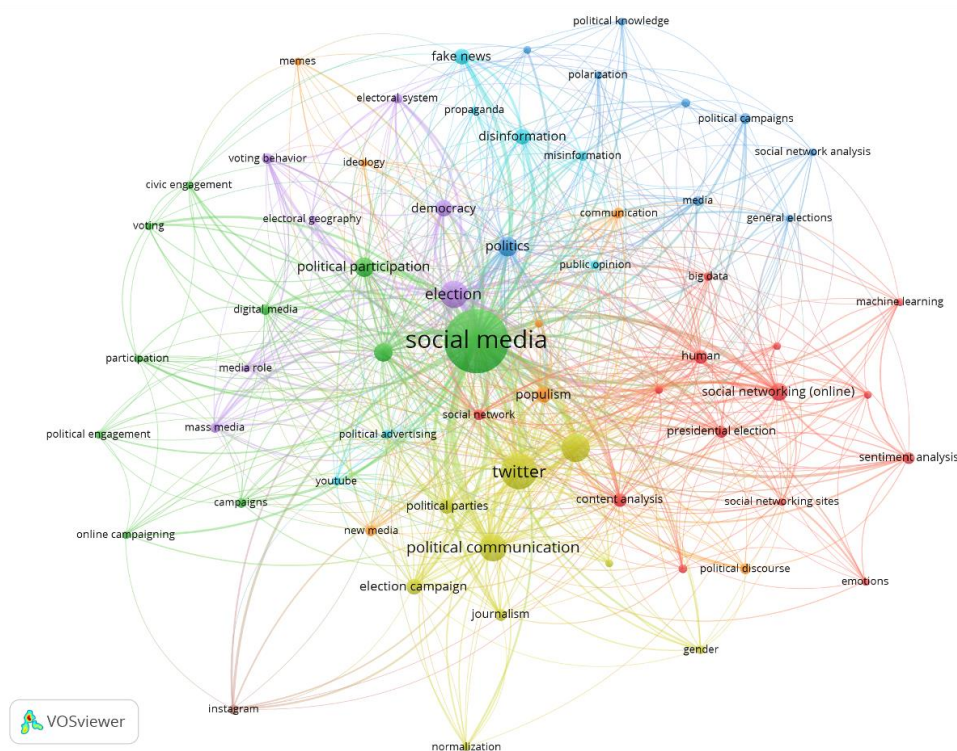 political knowledge
fake news
memes
polarization
electoral system
propaganda
political campaigns
disinformation
social network analysis
misinformation
voting behavior
ideology
civic engagement
democracy
media
communication
electoral geography
general elections
voting
politics
political participation
public opinion
big data
election
machine learning
digital media
social media
participation
human
media role
social networking (online)
populism
social network
mass media
political advertising
presidential election
political engagement
sentiment analysis
twitter
youtube
content analysis
social networking sites
campaigns
political parties
new media
online campaigning
political communication
political discourse
emotions
election campaign
journalism
gender
instagram
VOSviewer
normalization